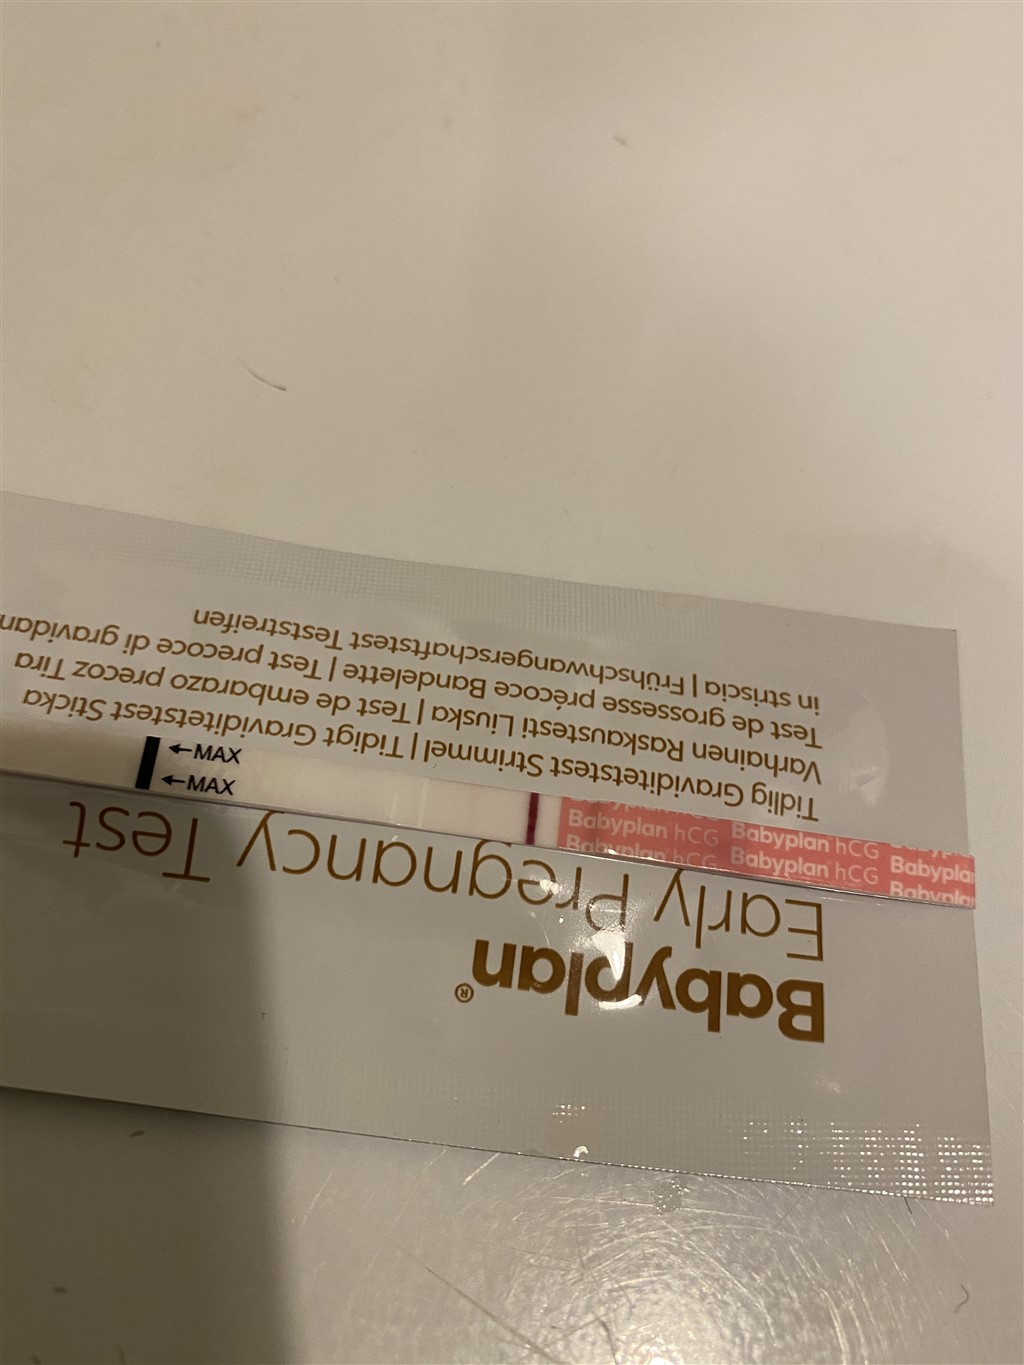 Babyplan®
Early Pregnancy Test
Tidlig Graviditetstest Strimmel | Tidigt Graviditetstest Sticka
Varhainen Raskaustesti Liuska | Test de embarazo precoz Tira
Test de grossesse précoce Bandelette | Test precoce di
in striscia | Frühschwangerschaftstest Teststreifen
←MAX
←MAX
Babyplan hCG Babyplan hCG
Babyplan hCG Babyplan hCG Babyplan